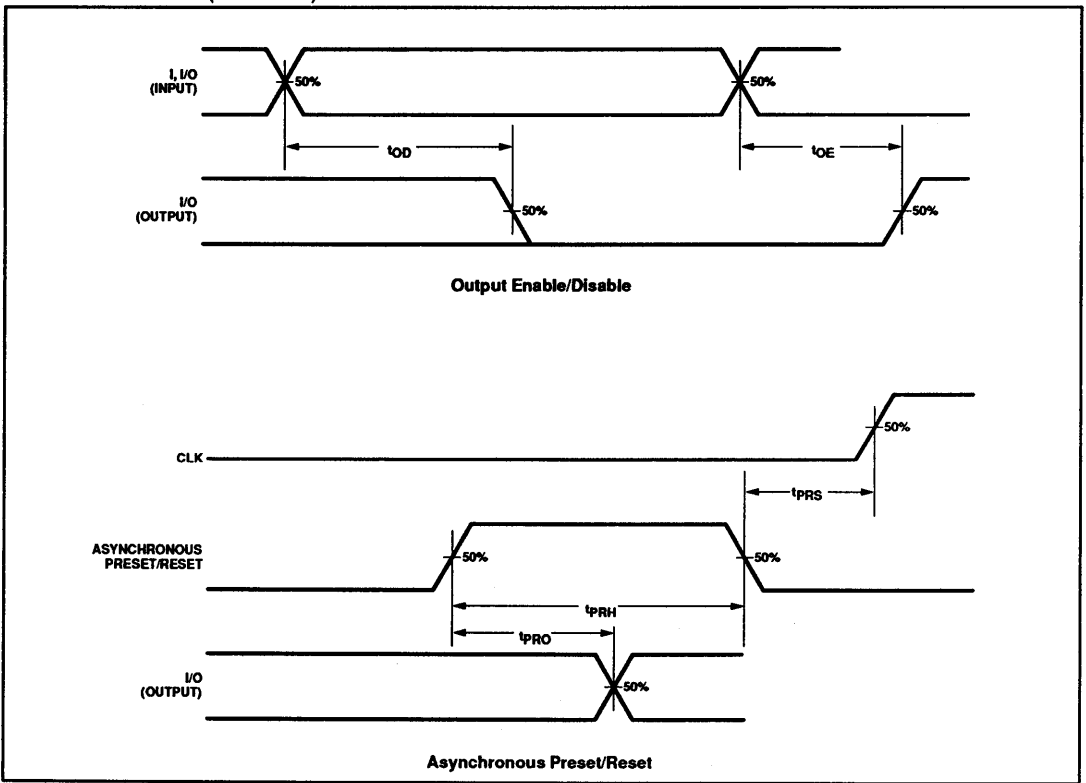 I, I/O
(INPUT)
50%
50%
tOD
tOE
I/O
(OUTPUT)
50%
50%
Output Enable/Disable
CLK
50%
tPRS
ASYNCHRONOUS
PRESET/RESET
50%
50%
tPRH
tPRO
I/O
(OUTPUT)
50%
Asynchronous Preset/Reset